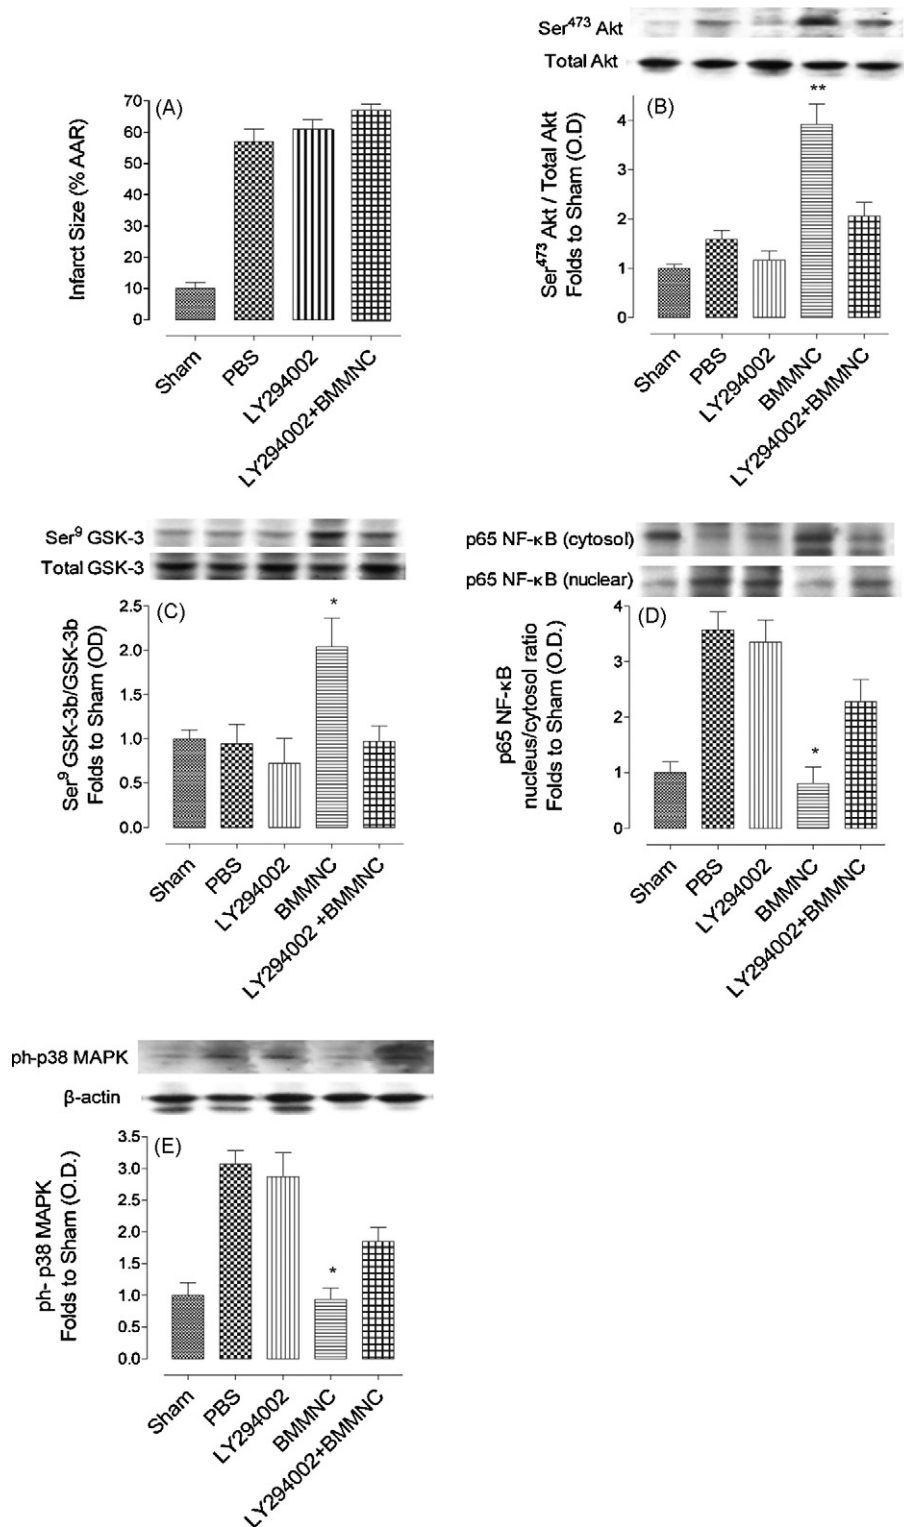 Ser473 Akt
Total Akt
(A)
Infarct Size (% AAR)
70
60
50
40
30
20
10
0
Sham
PBS
LY294002
LY294002+BMMNC
(B)
**
Ser473 Akt / Total Akt
Folds to Sham (O.D)
4
3
2
1
0
Sham
PBS
LY294002
BMMNC
LY294002+BMMNC
Ser9 GSK-3
Total GSK-3
(C)
*
Ser9 GSK-3b/GSK-3b
Folds to Sham (OD)
2.5
2.0
1.5
1.0
0.5
0.0
Sham
PBS
LY294002
BMMNC
LY294002 +BMMNC
p65 NF-κB (cytosol)
p65 NF-κB (nuclear)
(D)
*
p65 NF-κB
nucleus/cytosol ratio
Folds to Sham (O.D.)
4
3
2
1
0
Sham
PBS
LY294002
BMMNC
LY294002+BMMNC
ph-p38 MAPK
β-actin
(E)
*
ph- p38 MAPK
Folds to Sham (O.D.)
3.5
3.0
2.5
2.0
1.5
1.0
0.5
0.0
Sham
PBS
LY294002
BMMNC
LY294002+BMMNC